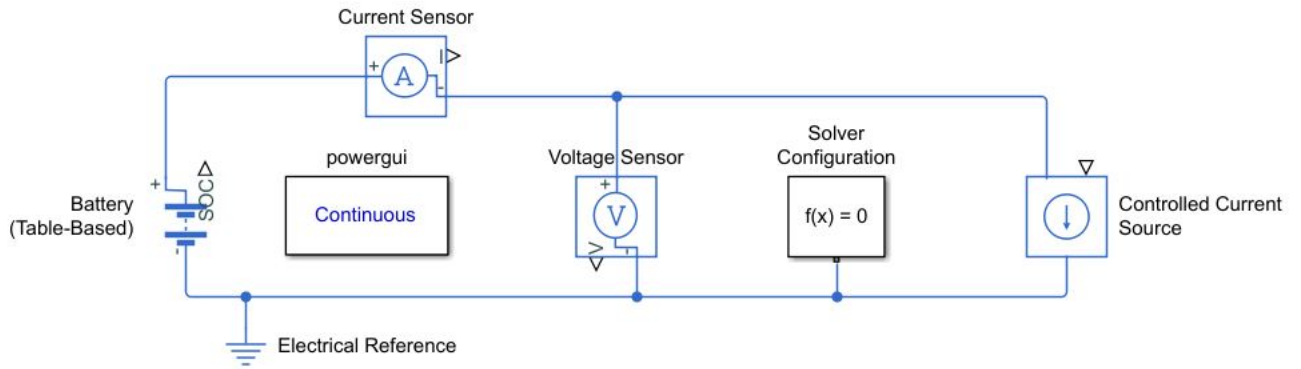 Current Sensor
+
A
I
-
powergui
Continuous
Voltage Sensor
+
V
V
-
Solver
Configuration
f(x) = 0
+
SOC
-
Battery
(Table-Based)
Controlled Current
Source
Electrical Reference